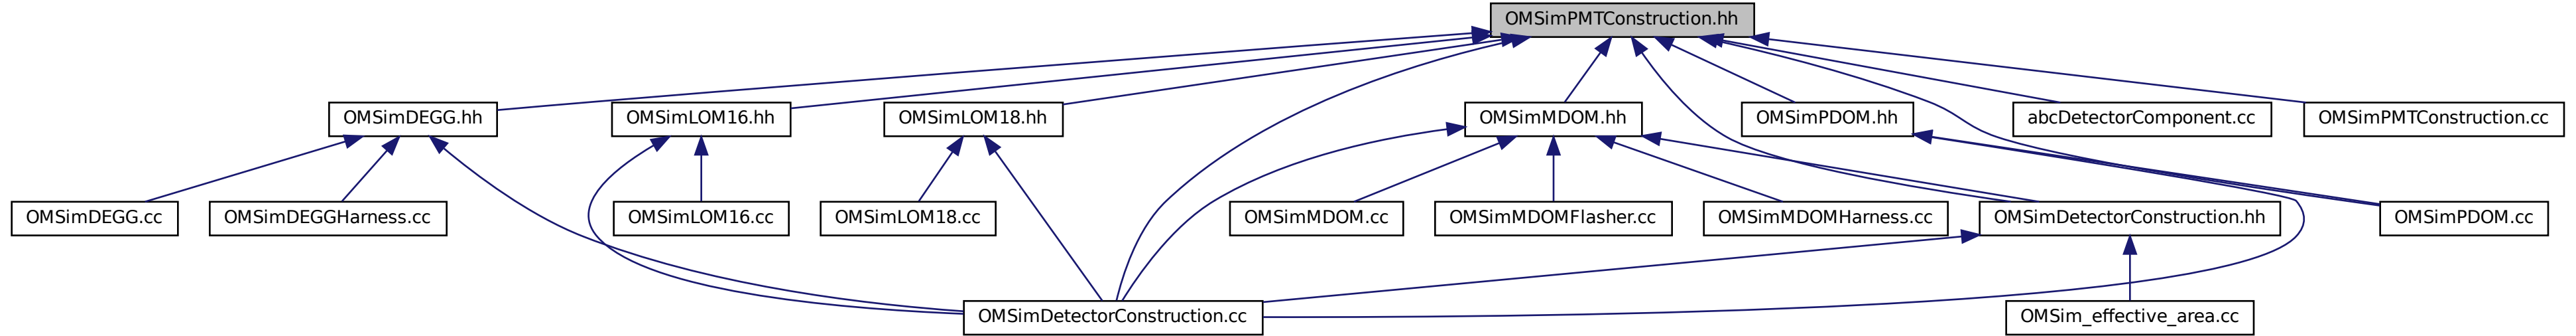 OMSimPMTConstruction.hh
OMSimDEGG.hh
OMSimLOM16.hh
OMSimLOM18.hh
OMSimMDOM.hh
OMSimPDOM.hh
abcDetectorComponent.cc
OMSimPMTConstruction.cc
OMSimDEGG.cc
OMSimDEGGHarness.cc
OMSimLOM16.cc
OMSimLOM18.cc
OMSimMDOM.cc
OMSimMDOMFlasher.cc
OMSimMDOMHarness.cc
OMSimDetectorConstruction.hh
OMSimPDOM.cc
OMSimDetectorConstruction.cc
OMSim_effective_area.cc